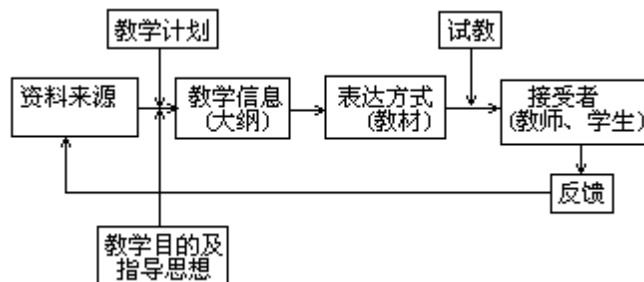 教学计划
试教
资料来源
教学信息
(大纲)
表达方式
(教材)
接受者
(教师、学生)
反馈
教学目的及
指导思想